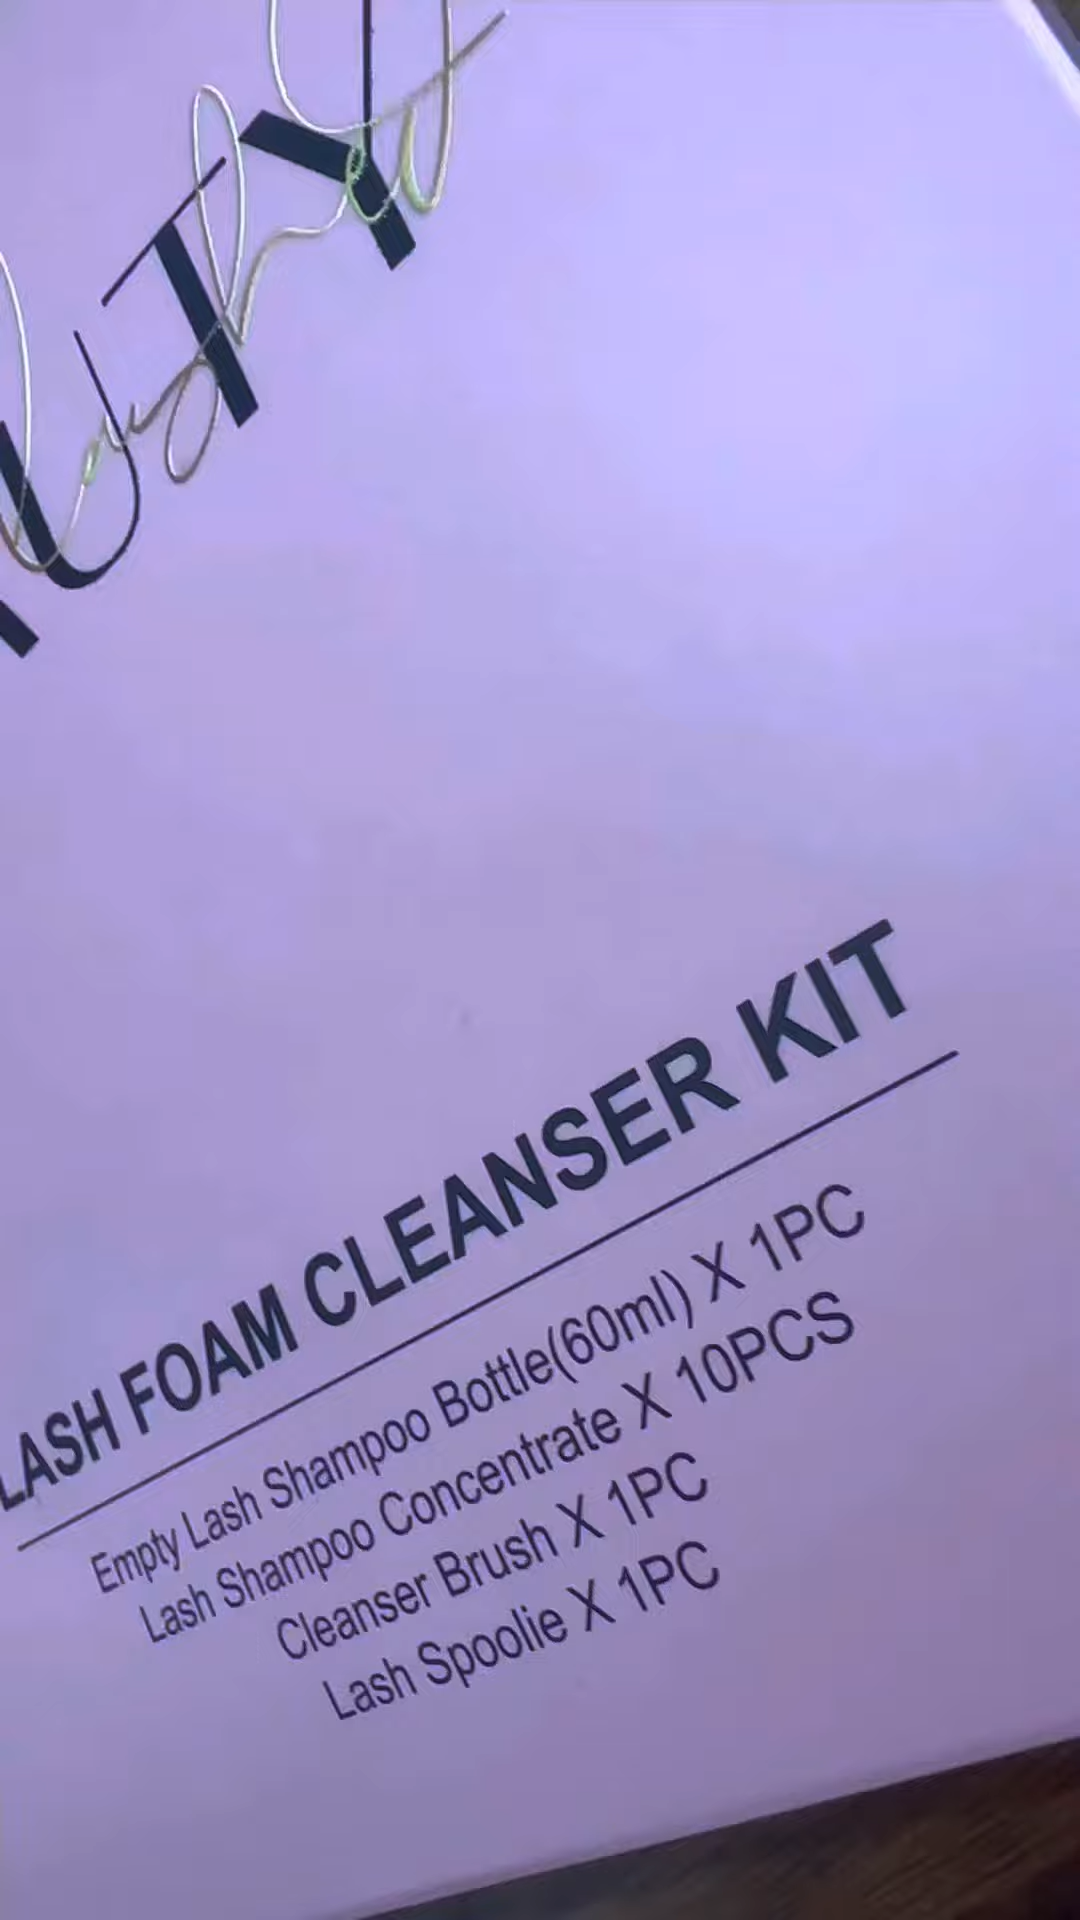 LASH FOAM CLEANSER KIT
Empty Lash Shampoo Bottle(60ml) X 1PC
Lash Shampoo Concentrate X 10PCS
Cleanser Brush X 1PC
Lash Spoolie X 1PC